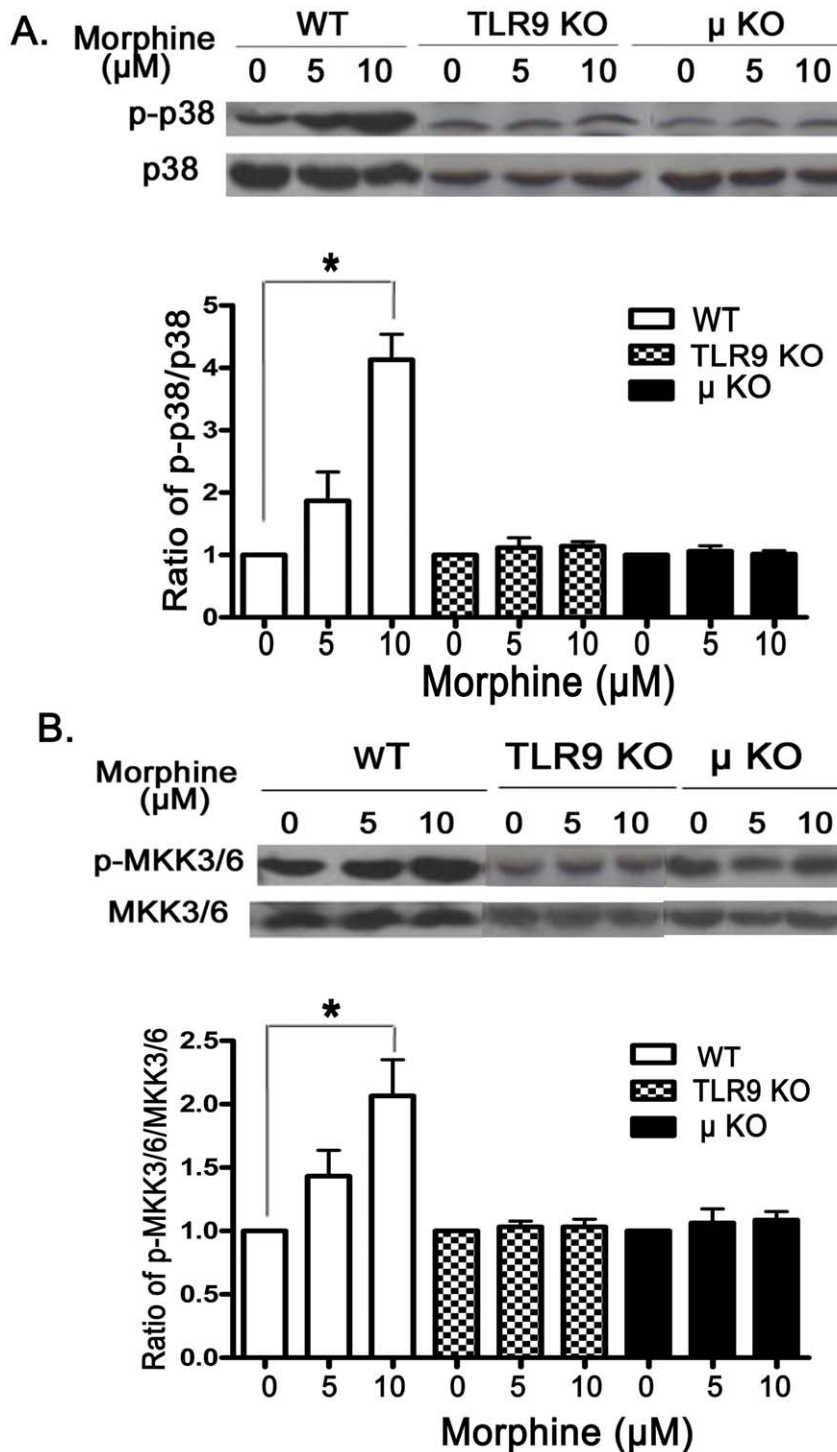 A. Morphine (µM) WT TLR9 KO µ KO
0 5 10 0 5 10 0 5 10
p-p38
p38
*
Ratio of p-p38/p38
5
4
3
2
1
0
WT
TLR9 KO
µ KO
0 5 10 0 5 10 0 5 10
Morphine (µM)
B.
Morphine (µM) WT TLR9 KO µ KO
0 5 10 0 5 10 0 5 10
p-MKK3/6
MKK3/6
*
Ratio of p-MKK3/6/MKK3/6
2.5
2.0
1.5
1.0
0.5
0.0
WT
TLR9 KO
µ KO
0 5 10 0 5 10 0 5 10
Morphine (µM)